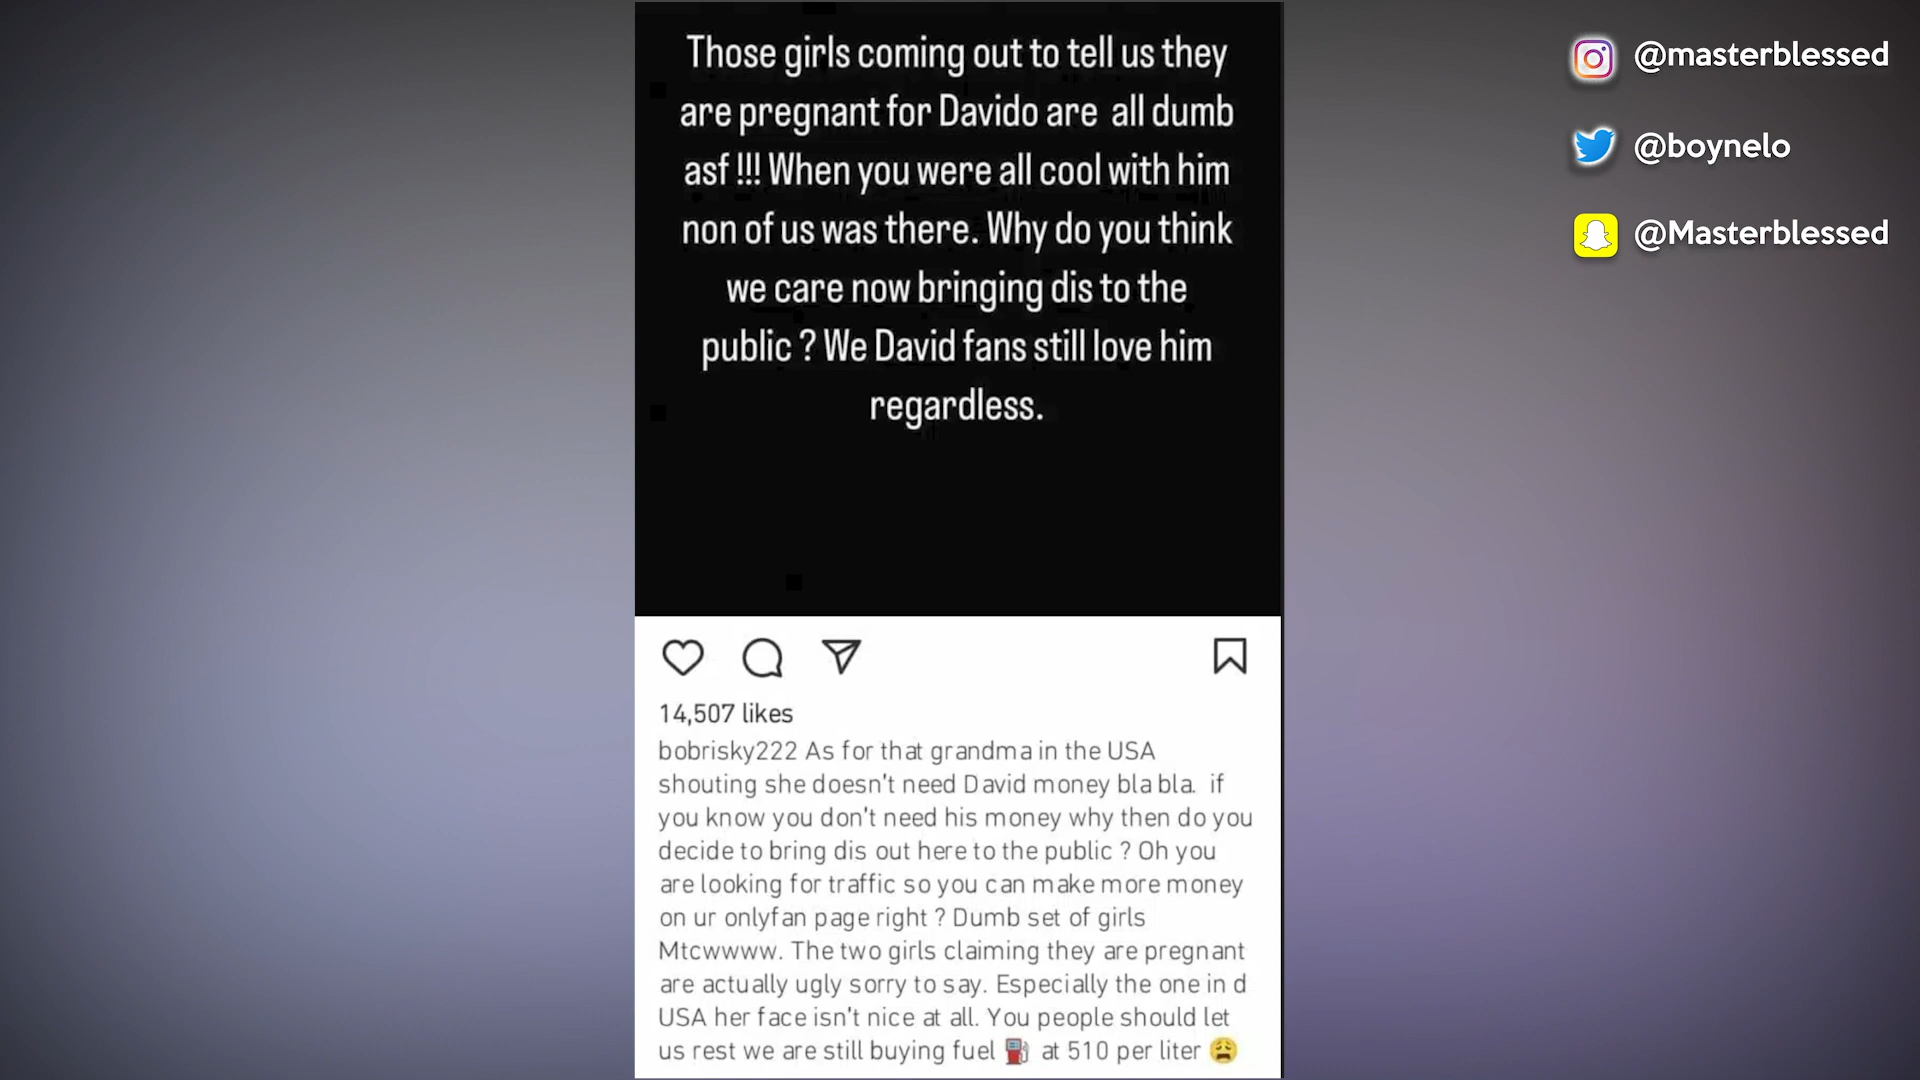 Those girls coming out to tell us they
are pregnant for Davido are all dumb
asf !!! When you were all cool with him
non of us was there. Why do you think
we care now bringing dis to the
public ? We David fans still love him
regardless.
14,507 likes
bobrisky222 As for that grandma in the USA
shouting she doesn't need David money bla bla. if
you know you don't need his money why then do you
decide to bring dis out here to the public ? Oh you
are looking for traffic so you can make more money
on ur onlyfan page right ? Dumb set of girls
Mtcwwww. The two girls claiming they are pregnant
are actually ugly sorry to say. Especially the one in d
USA her face isn't nice at all. You people should let
us rest we are still buying fuel ⛽ at 510 per liter 😩
@masterblessed
@boynelo
@Masterblessed